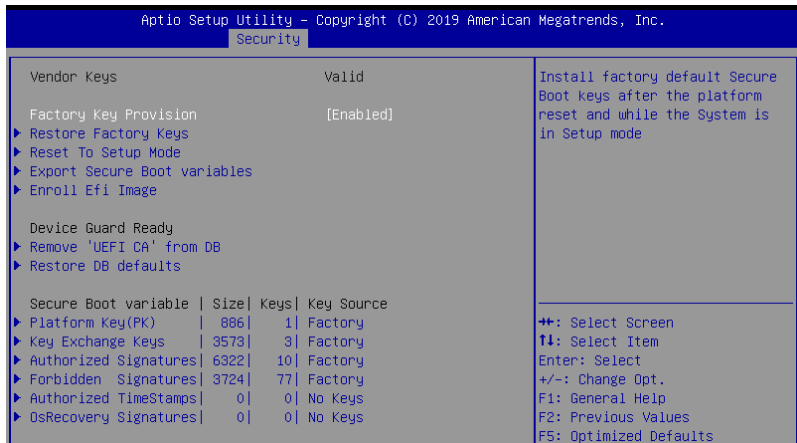 Aptio Setup Utility – Copyright (C) 2019 American Megatrends, Inc.
Security
Vendor Keys Valid
Factory Key Provision [Enabled]
Restore Factory Keys
Reset To Setup Mode
Export Secure Boot variables
Enroll Efi Image
Device Guard Ready
Remove 'UEFI CA' from DB
Restore DB defaults
Secure Boot variable | Size| Keys| Key Source
Platform Key(PK) | 886| 1| Factory
Key Exchange Keys | 3573| 3| Factory
Authorized Signatures| 6322| 10| Factory
Forbidden Signatures| 3724| 77| Factory
Authorized TimeStamps| 0| 0| No Keys
OsRecovery Signatures| 0| 0| No Keys
Install factory default Secure
Boot keys after the platform
reset and while the System is
in Setup mode
→←: Select Screen
↑↓: Select Item
Enter: Select
+/-: Change Opt.
F1: General Help
F2: Previous Values
F5: Optimized Defaults